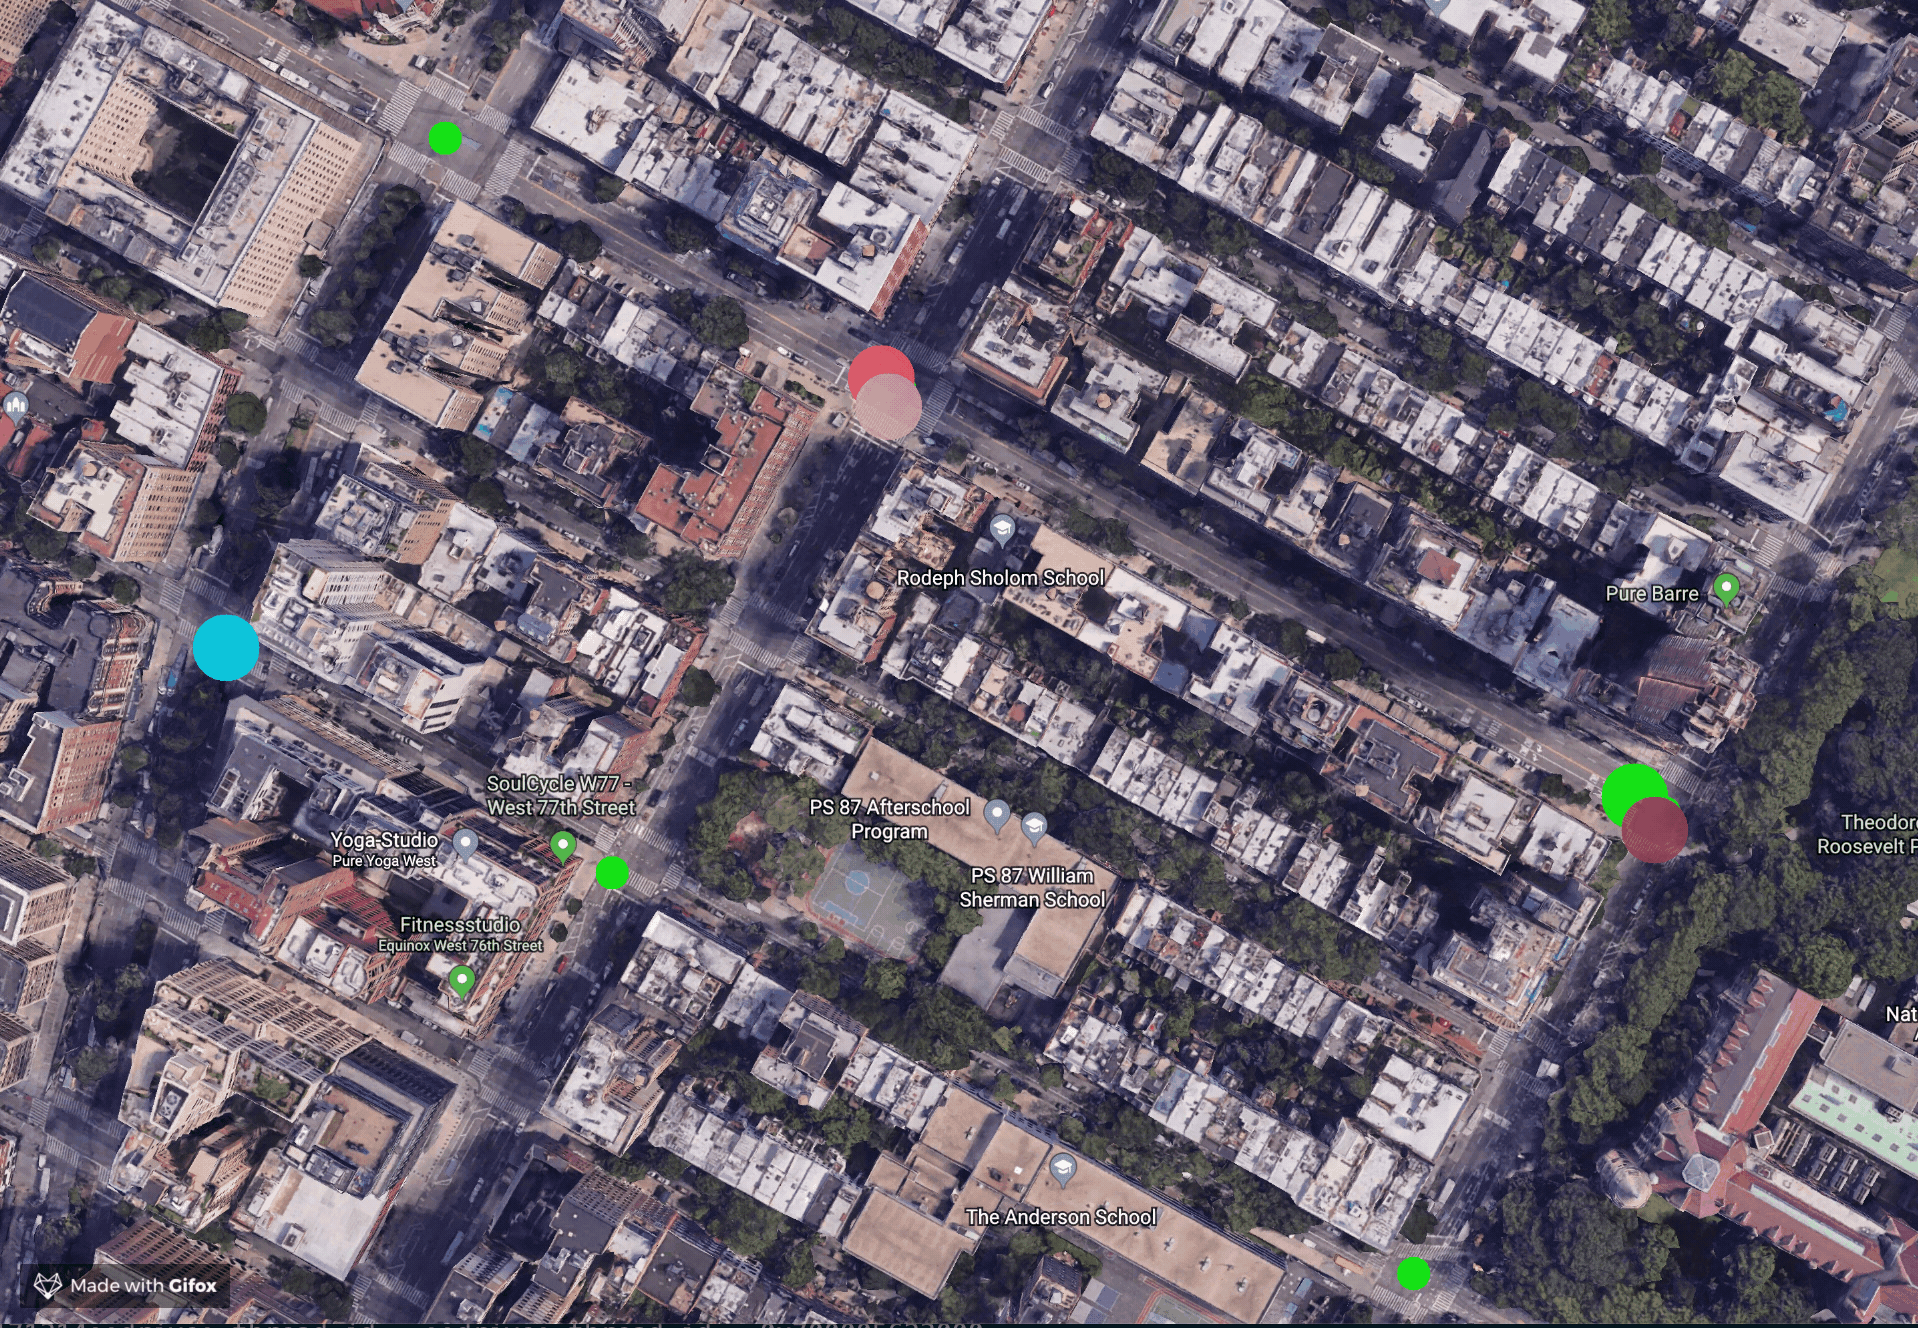 Rodeph Sholom School
Pure Barre
SoulCycle W77 -
West 77th Street
PS 87 Afterschool
Program
Yoga-Studio
Pure Yoga West
Theodor
Roosevelt P
PS 87 William
Sherman School
Fitnessstudio
Equinox West 76th Street
Nat
The Anderson School
Made with Gifox